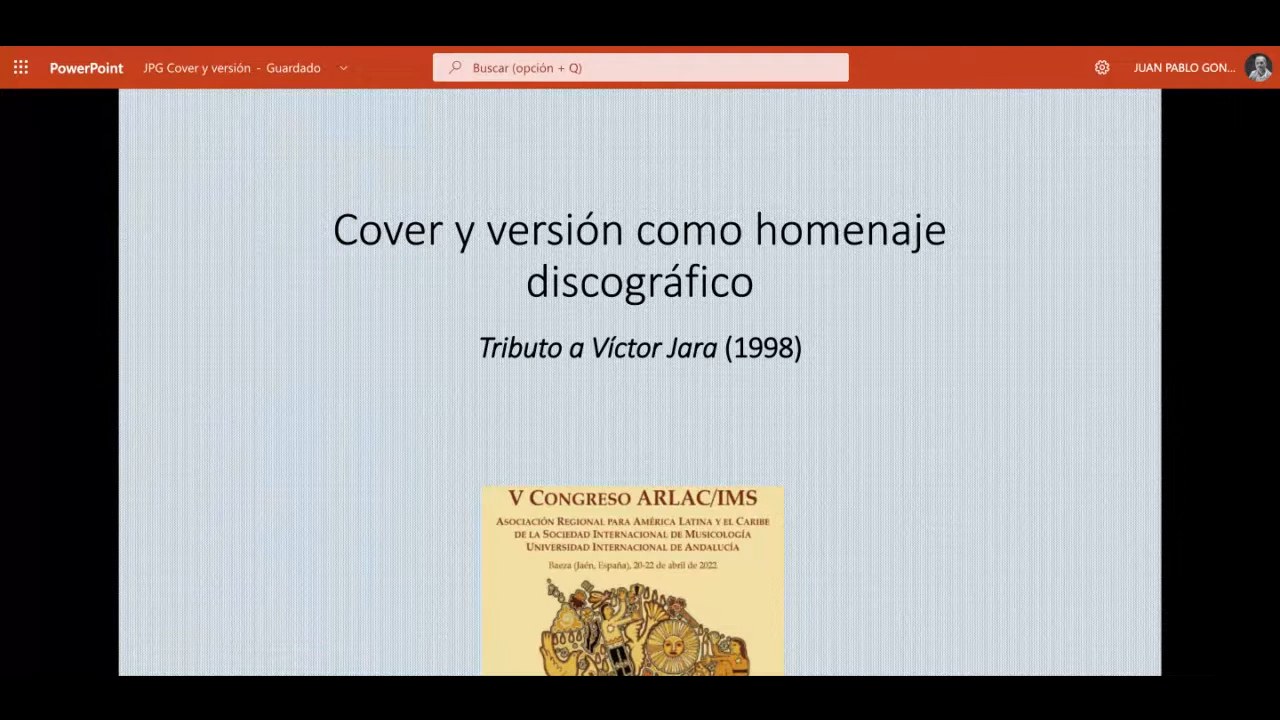 PowerPoint
JPG Cover y versión - Guardado
Buscar (opción + Q)
JUAN PABLO GON...
Cover y versión como homenaje
discográfico
Tributo a Víctor Jara (1998)
V CONGRESO ARLAC/IMS
ASOCIACIÓN REGIONAL PARA AMÉRICA LATINA Y EL CARIBE
DE LA SOCIEDAD INTERNACIONAL DE MUSICOLOGÍA
UNIVERSIDAD INTERNACIONAL DE ANDALUCÍA
Baeza (Jaén, España), 20-22 de abril de 2022